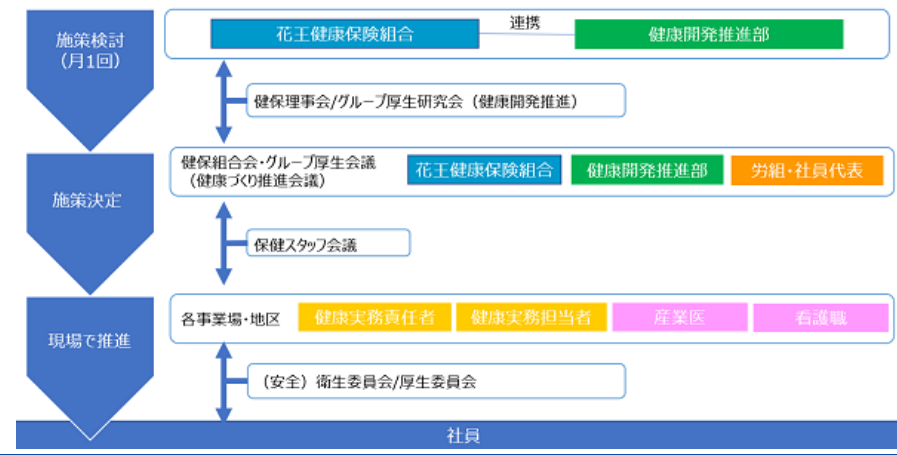 施策検討
（月1回）
花王健康保険組合
連携
健康開発推進部
健保理事会/グループ厚生研究会（健康開発推進）
施策決定
健保組合会・グループ厚生会議
（健康づくり推進会議）
花王健康保険組合
健康開発推進部
労組・社員代表
保健スタッフ会議
現場で推進
各事業場・地区
健康実務責任者
健康実務担当者
産業医
看護職
（安全）衛生委員会/厚生委員会
社員